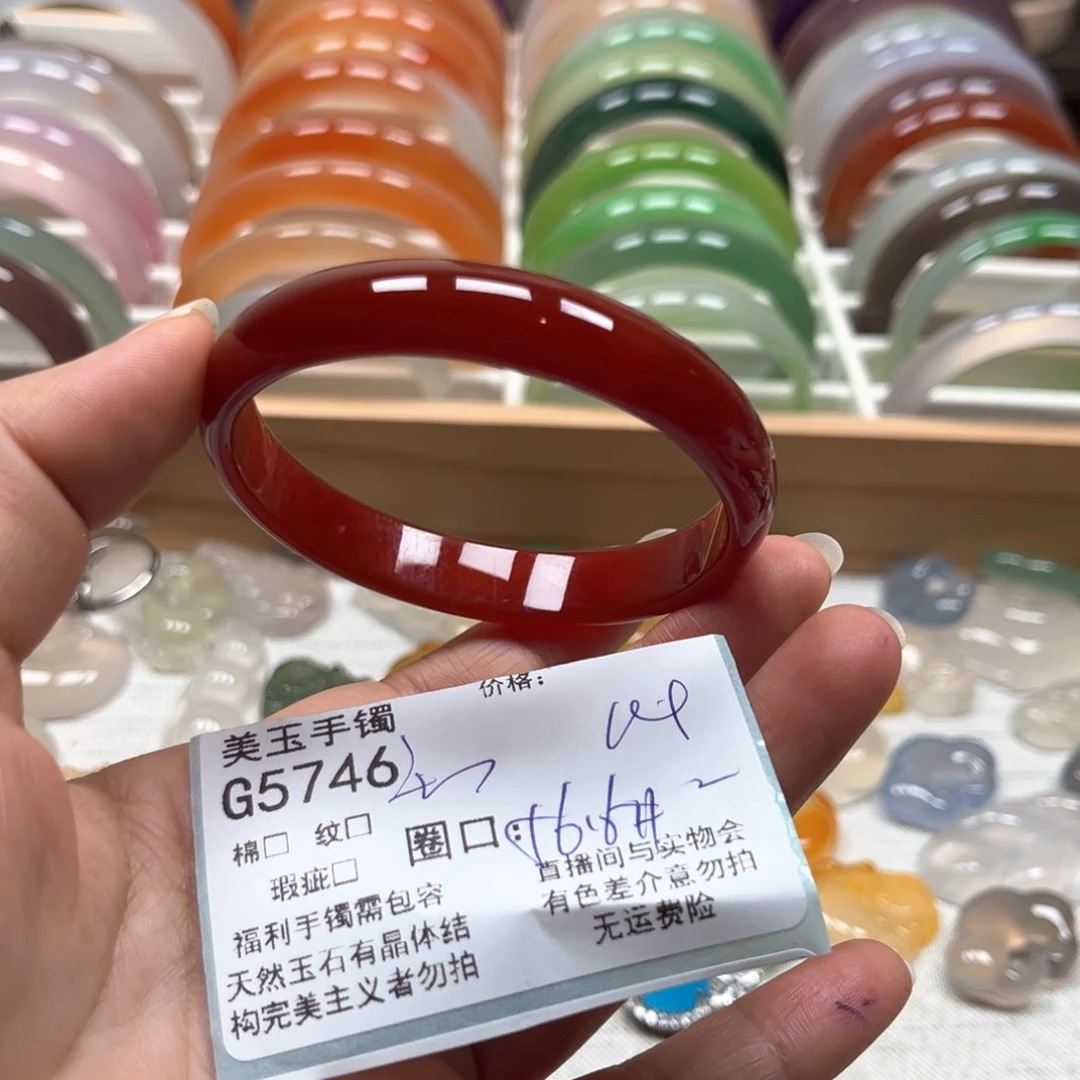 价格:
美玉手镯
G5746
棉□ 纹□
圈口:
瑕疵□
福利手镯需包容
天然玉石有晶体结
构完美主义者勿拍
直播间与实物会
有色差介意勿拍
无运费险